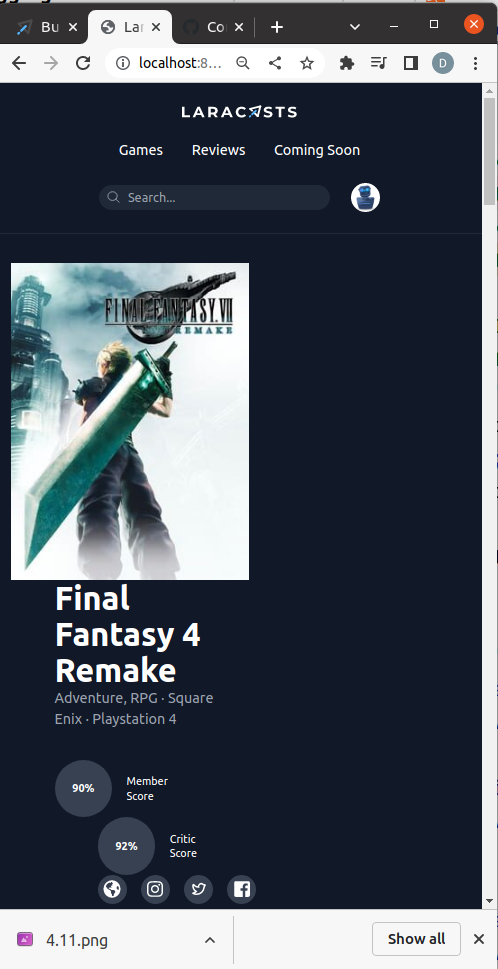 Bu
Lar
Co
localhost:8...
D
LARACASTS
Games Reviews Coming Soon
Search...
FINAL FANTASY VII
REMAKE
Final
Fantasy 4
Remake
Adventure, RPG · Square
Enix · Playstation 4
90%
Member
Score
92%
Critic
Score
4.11.png
Show all